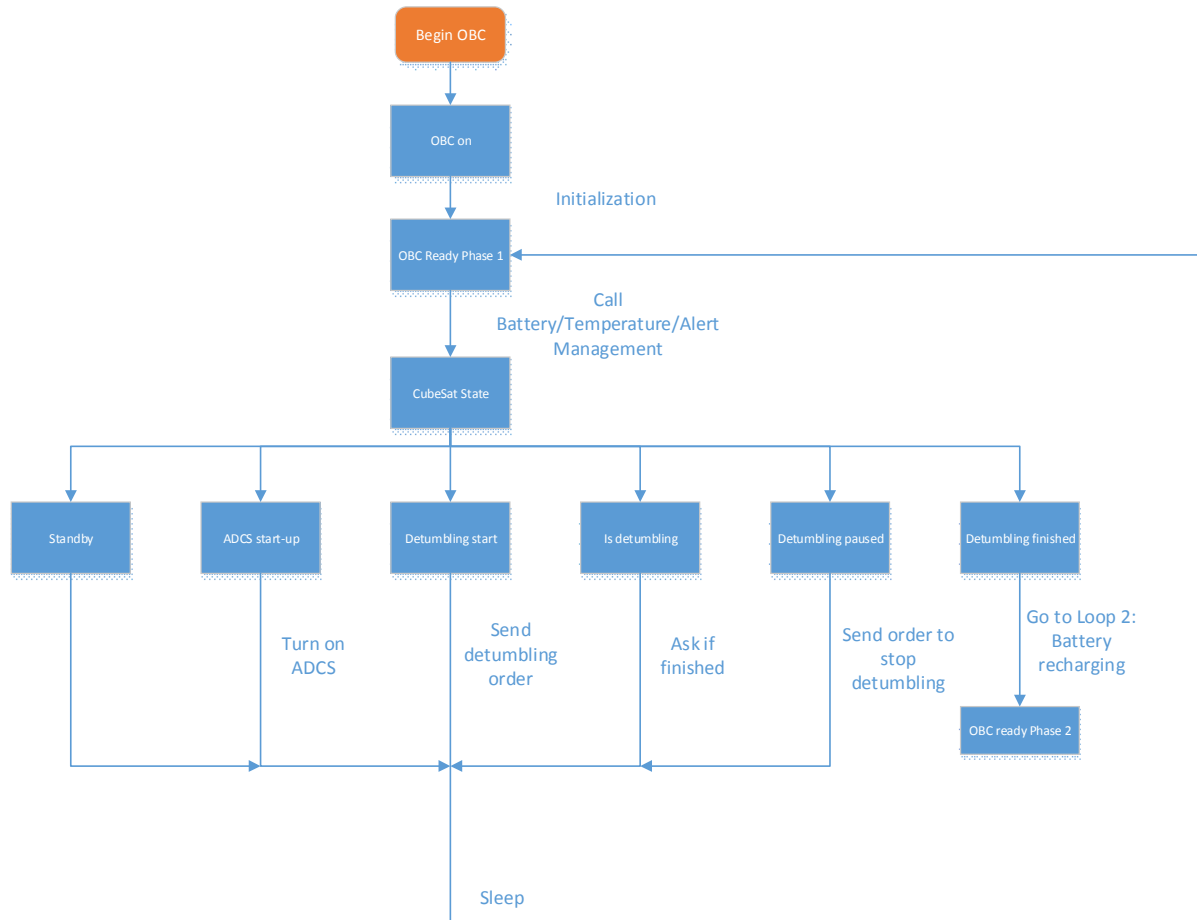 Begin OBC
OBC on
Initialization
OBC Ready Phase 1
Call
Battery/Temperature/Alert
Management
CubeSat State
Standby
ADCS start-up
Detumbling start
Is detumbling
Detumbling paused
Detumbling finished
Turn on
ADCS
Send
detumbling
order
Ask if
finished
Send order to
stop
detumbling
Go to Loop 2:
Battery
recharging
OBC ready Phase 2
Sleep